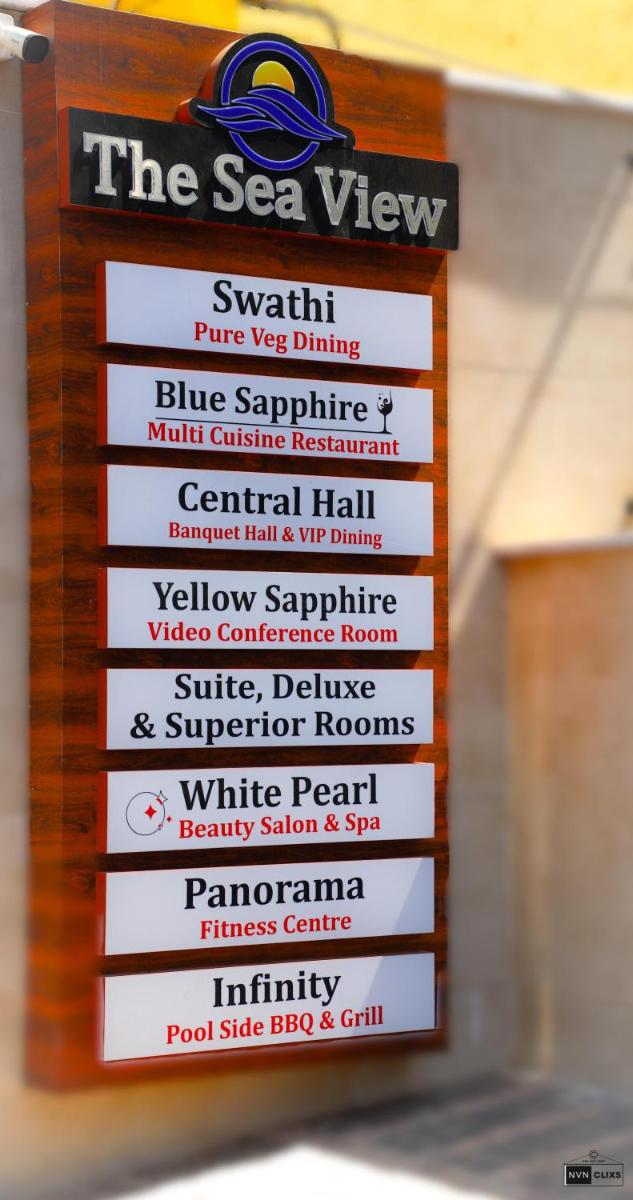 The Sea View
Swathi
Pure Veg Dining
Blue Sapphire
Multi Cuisine Restaurant
Central Hall
Banquet Hall & VIP Dining
Yellow Sapphire
Video Conference Room
Suite, Deluxe
& Superior Rooms
White Pearl
Beauty Salon & Spa
Panorama
Fitness Centre
Infinity
Pool Side BBQ & Grill
©
NVN CLIXS